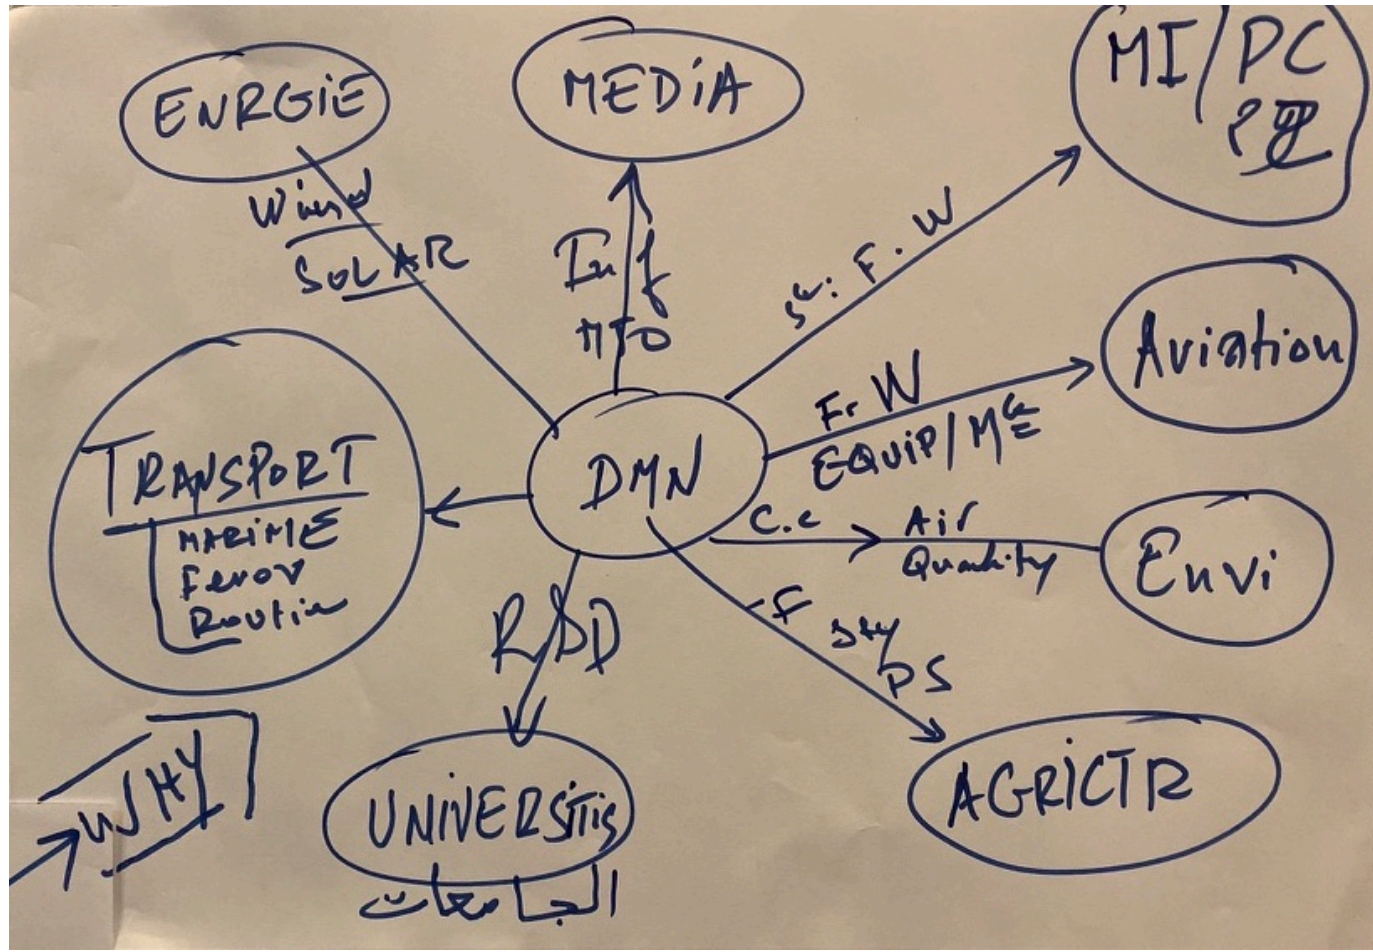 ENRGIE
MEDIA
MI/PC
Wind
SOLAR
Inf
MTO
F. W
Aviation
Fr W
EQUIP/Mce
TRANSPORT
MARIME
Ferov
Routie
DMN
C.c
Air
Quankity
Envi
R&D
F
PS
WHY
UNIVERSITIS
الجامعات
AGRICTR